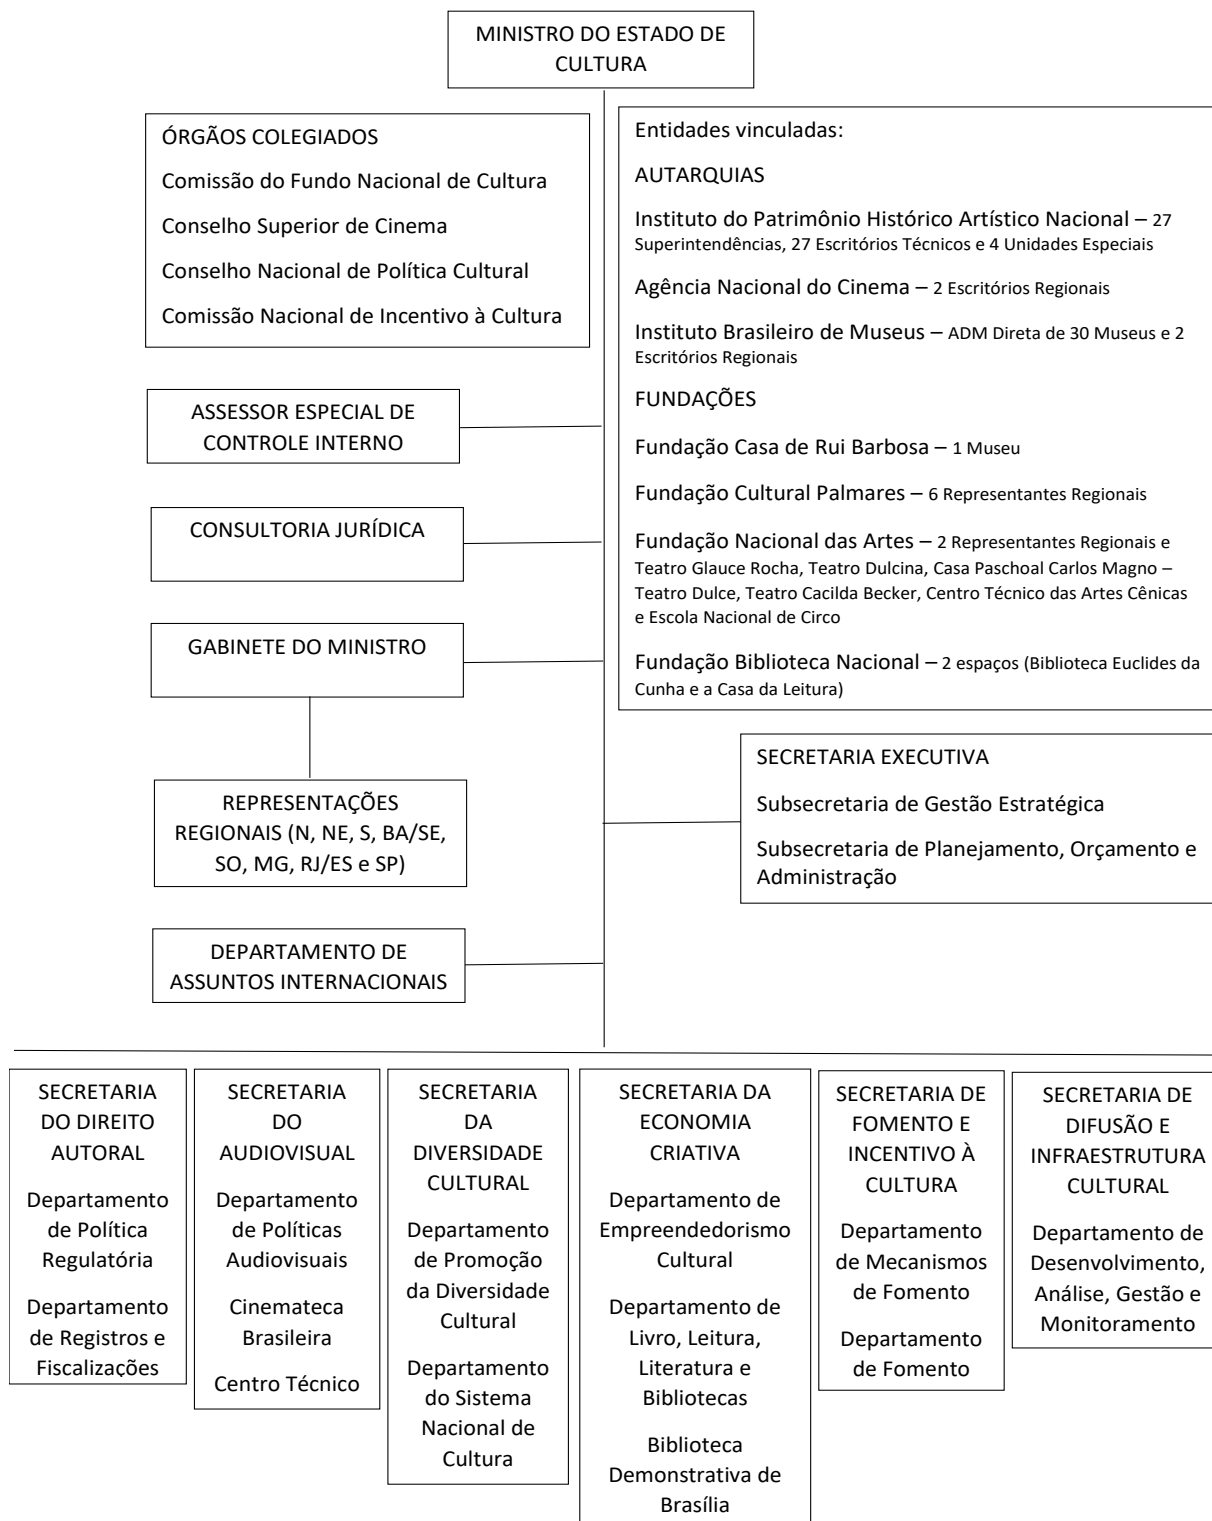 MINISTRO DO ESTADO DE
CULTURA
ÓRGÃOS COLEGIADOS
Comissão do Fundo Nacional de Cultura
Conselho Superior de Cinema
Conselho Nacional de Política Cultural
Comissão Nacional de Incentivo à Cultura
Entidades vinculadas:
AUTARQUIAS
Instituto do Patrimônio Histórico Artístico Nacional – 27
Superintendências, 27 Escritórios Técnicos e 4 Unidades Especiais
Agência Nacional do Cinema – 2 Escritórios Regionais
Instituto Brasileiro de Museus – ADM Direta de 30 Museus e 2
Escritórios Regionais
FUNDAÇÕES
Fundação Casa de Rui Barbosa – 1 Museu
Fundação Cultural Palmares – 6 Representantes Regionais
Fundação Nacional das Artes – 2 Representantes Regionais e
Teatro Glauce Rocha, Teatro Dulcina, Casa Paschoal Carlos Magno –
Teatro Dulce, Teatro Cacilda Becker, Centro Técnico das Artes Cênicas
e Escola Nacional de Circo
Fundação Biblioteca Nacional – 2 espaços (Biblioteca Euclides da
Cunha e a Casa da Leitura)
ASSESSOR ESPECIAL DE
CONTROLE INTERNO
CONSULTORIA JURÍDICA
GABINETE DO MINISTRO
SECRETARIA EXECUTIVA
Subsecretaria de Gestão Estratégica
Subsecretaria de Planejamento, Orçamento e
Administração
REPRESENTAÇÕES
REGIONAIS (N, NE, S, BA/SE,
SO, MG, RJ/ES e SP)
DEPARTAMENTO DE
ASSUNTOS INTERNACIONAIS
SECRETARIA
DO DIREITO
AUTORAL
Departamento
de Política
Regulatória
Departamento
de Registros e
Fiscalizações
SECRETARIA
DO
AUDIOVISUAL
Departamento
de Políticas
Audiovisuais
Cinemateca
Brasileira
Centro Técnico
SECRETARIA
DA
DIVERSIDADE
CULTURAL
Departamento
de Promoção
da Diversidade
Cultural
Departamento
do Sistema
Nacional de
Cultura
SECRETARIA DA
ECONOMIA
CRIATIVA
Departamento de
Empreendedorismo
Cultural
Departamento de
Livro, Leitura,
Literatura e
Bibliotecas
Biblioteca
Demonstrativa de
Brasília
SECRETARIA DE
FOMENTO E
INCENTIVO À
CULTURA
Departamento
de Mecanismos
de Fomento
Departamento
de Fomento
SECRETARIA DE
DIFUSÃO E
INFRAESTRUTURA
CULTURAL
Departamento de
Desenvolvimento,
Análise, Gestão e
Monitoramento